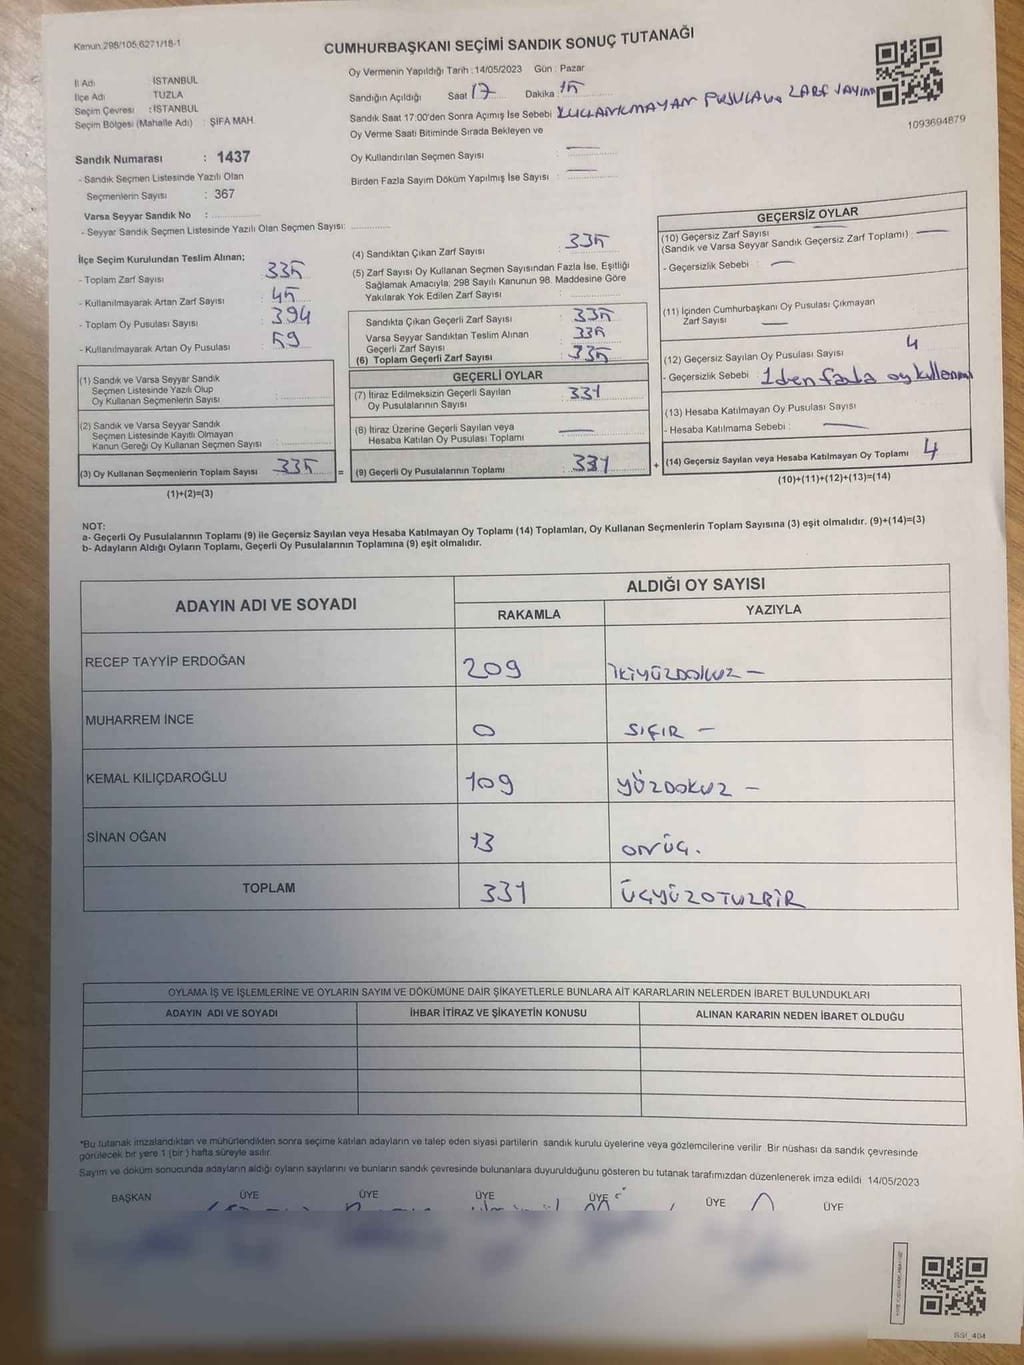 Kanun 298/105,6271/18-1
CUMHURBAŞKANI SEÇİMİ SANDIK SONUÇ TUTANAĞI
İl Adı : İSTANBUL
İlçe Adı : TUZLA
Seçim Çevresi : İSTANBUL
Seçim Bölgesi (Mahalle Adı) : ŞİFA MAH.
Sandık Numarası : 1437
- Sandık Seçmen Listesinde Yazılı Olan
Seçmenlerin Sayısı : 367
Varsa Seyyar Sandık No :
- Seyyar Sandık Seçmen Listesinde Yazılı Olan Seçmen Sayısı:
Oy Vermenin Yapıldığı Tarih : 14/05/2023 Gün : Pazar
Sandığın Açıldığı Saat 17 Dakika 15
Sandık Saat 17:00'den Sonra Açımış İse Sebebi KULLANILMAYAN PUSULA VE ZARF SAYIMI
Oy Verme Saati Bitiminde Sırada Bekleyen ve
Oy Kullandırılan Seçmen Sayısı :
Birden Fazla Sayım Döküm Yapılmış İse Sayısı :
1093694879
İlçe Seçim Kurulundan Teslim Alınan;
- Toplam Zarf Sayısı : 335
- Kullanılmayarak Artan Zarf Sayısı : 45
- Toplam Oy Pusulası Sayısı : 394
- Kullanılmayarak Artan Oy Pusulası : 59
(1) Sandık ve Varsa Seyyar Sandık
Seçmen Listesinde Yazılı Olup
Oy Kullanan Seçmenlerin Sayısı :
(2) Sandık ve Varsa Seyyar Sandık
Seçmen Listesinde Kayıtlı Olmayan
Kanun Gereği Oy Kullanan Seçmen Sayısı :
(3) Oy Kullanan Seçmenlerin Toplam Sayısı : 335 =
(1)+(2)=(3)
(4) Sandıktan Çıkan Zarf Sayısı : 335
(5) Zarf Sayısı Oy Kullanan Seçmen Sayısından Fazla İse, Eşitliği
Sağlamak Amacıyla; 298 Sayılı Kanunun 98. Maddesine Göre
Yakılarak Yok Edilen Zarf Sayısı :
Sandıkta Çıkan Geçerli Zarf Sayısı : 335
Varsa Seyyar Sandıktan Teslim Alınan
Geçerli Zarf Sayısı : 335
(6) Toplam Geçerli Zarf Sayısı : 335
GEÇERLİ OYLAR
(7) İtiraz Edilmeksizin Geçerli Sayılan
Oy Pusulalarının Sayısı : 331
(8) İtiraz Üzerine Geçerli Sayılan veya
Hesaba Katılan Oy Pusulası Toplamı :
(9) Geçerli Oy Pusulalarının Toplamı : 331 +
GEÇERSİZ OYLAR
(10) Geçersiz Zarf Sayısı
(Sandık ve Varsa Seyyar Sandık Geçersiz Zarf Toplamı) :
- Geçersizlik Sebebi :
(11) İçinden Cumhurbaşkanı Oy Pusulası Çıkmayan
Zarf Sayısı :
(12) Geçersiz Sayılan Oy Pusulası Sayısı : 4
- Geçersizlik Sebebi : 1den fazla oy kullanma
(13) Hesaba Katılmayan Oy Pusulası Sayısı :
- Hesaba Katılmama Sebebi :
(14) Geçersiz Sayılan veya Hesaba Katılmayan Oy Toplamı 4
(10)+(11)+(12)+(13)=(14)
NOT:
a- Geçerli Oy Pusulalarının Toplamı (9) ile Geçersiz Sayılan veya Hesaba Katılmayan Oy Toplamı (14) Toplamları, Oy Kullanan Seçmenlerin Toplam Sayısına (3) eşit olmalıdır. (9)+(14)=(3)
b- Adayların Aldığı Oyların Toplamı, Geçerli Oy Pusulalarının Toplamına (9) eşit olmalıdır.
ADAYIN ADI VE SOYADI ALDIĞI OY SAYISI
RAKAMLA YAZIYLA
RECEP TAYYİP ERDOĞAN 209 İKİYÜZDOKUZ –
MUHARREM İNCE 0 SIFIR –
KEMAL KILIÇDAROĞLU 109 YÜZDOKUZ –
SİNAN OĞAN 13 ONÜÇ.
TOPLAM 331 ÜÇYÜZOTUZBİR
OYLAMA İŞ VE İŞLEMLERİNE VE OYLARIN SAYIM VE DÖKÜMÜNE DAİR ŞİKAYETLERLE BUNLARA AİT KARARLARIN NELERDEN İBARET BULUNDUKLARI
ADAYIN ADI VE SOYADI İHBAR İTİRAZ VE ŞİKAYETİN KONUSU ALINAN KARARIN NEDEN İBARET OLDUĞU
*Bu tutanak imzalandıktan ve mühürlendikten sonra seçime katılan adayların ve talep eden siyasi partilerin sandık kurulu üyelerine veya gözlemcilerine verilir. Bir nüshası da sandık çevresinde
görülecek bir yere 1 (bir) hafta süreyle asılır.
Sayım ve döküm sonucunda adayların aldığı oyların sayılarını ve bunların sandık çevresinde bulunanlara duyurulduğunu gösteren bu tutanak tarafımızdan düzenlenerek imza edildi. 14/05/2023
BAŞKAN ÜYE ÜYE ÜYE ÜYE ÜYE ÜYE
SSI_404